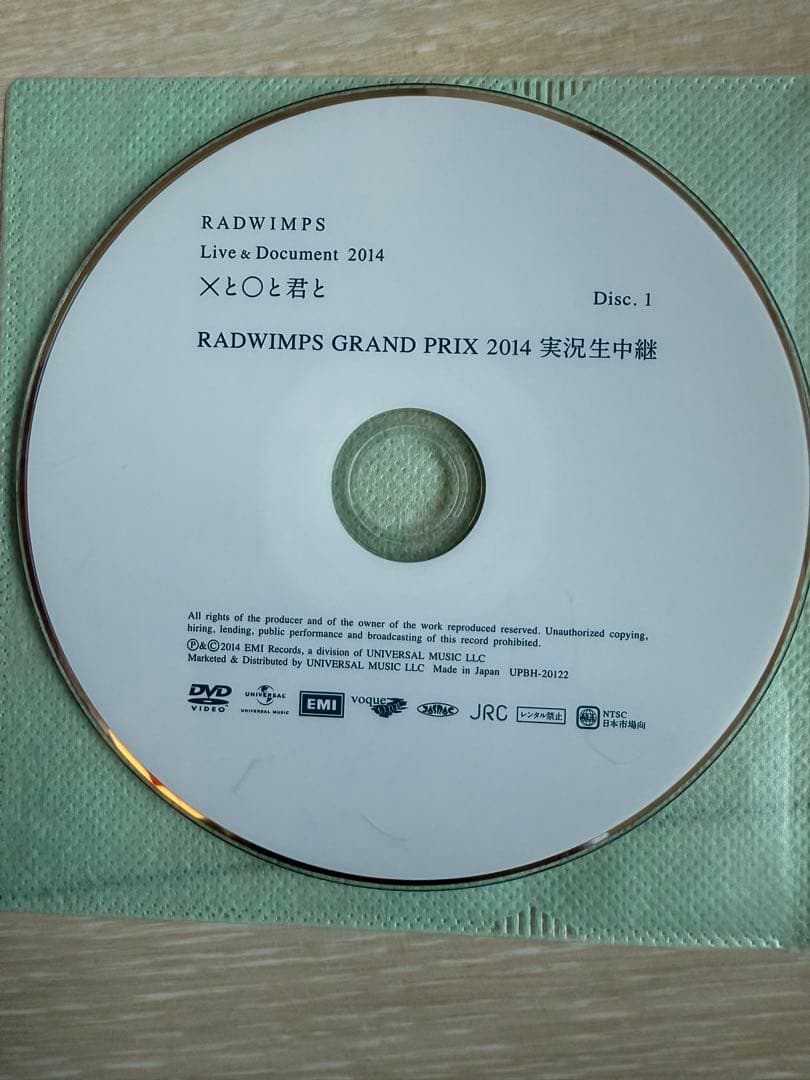 RADWIMPS
Live & Document 2014
×と○と君と
Disc. 1
RADWIMPS GRAND PRIX 2014 実況生中継
All rights of the producer and of the owner of the work reproduced reserved. Unauthorized copying,
hiring, lending, public performance and broadcasting of this record prohibited.
Ⓟ&Ⓒ2014 EMI Records, a division of UNIVERSAL MUSIC LLC
Marketed & Distributed by UNIVERSAL MUSIC LLC Made in Japan UPBH-20122
DVD VIDEO UNIVERSAL UNIVERSAL MUSIC EMI voque JRC レンタル禁止 NTSC
日本市場向